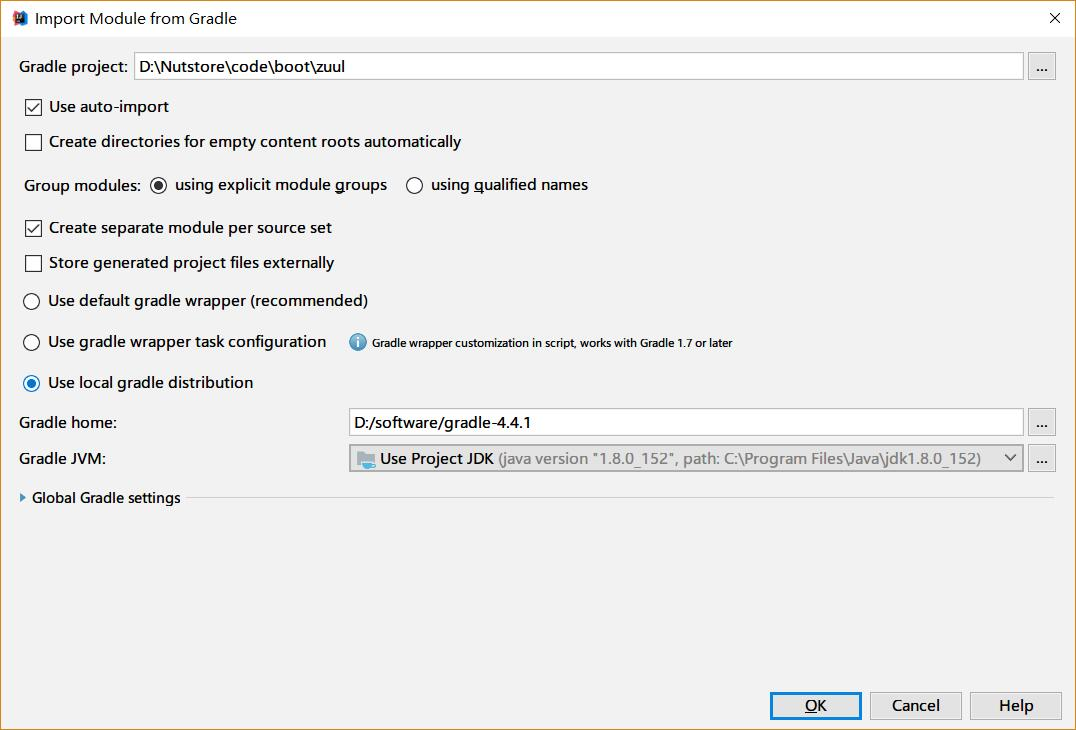 Import Module from Gradle
Gradle project: D:\Nutstore\code\boot\zuul ...
Use auto-import
Create directories for empty content roots automatically
Group modules: using explicit module groups using qualified names
Create separate module per source set
Store generated project files externally
Use default gradle wrapper (recommended)
Use gradle wrapper task configuration Gradle wrapper customization in script, works with Gradle 1.7 or later
Use local gradle distribution
Gradle home: D:/software/gradle-4.4.1 ...
Gradle JVM: Use Project JDK (java version "1.8.0_152", path: C:\Program Files\Java\jdk1.8.0_152) ...
Global Gradle settings
OK Cancel Help